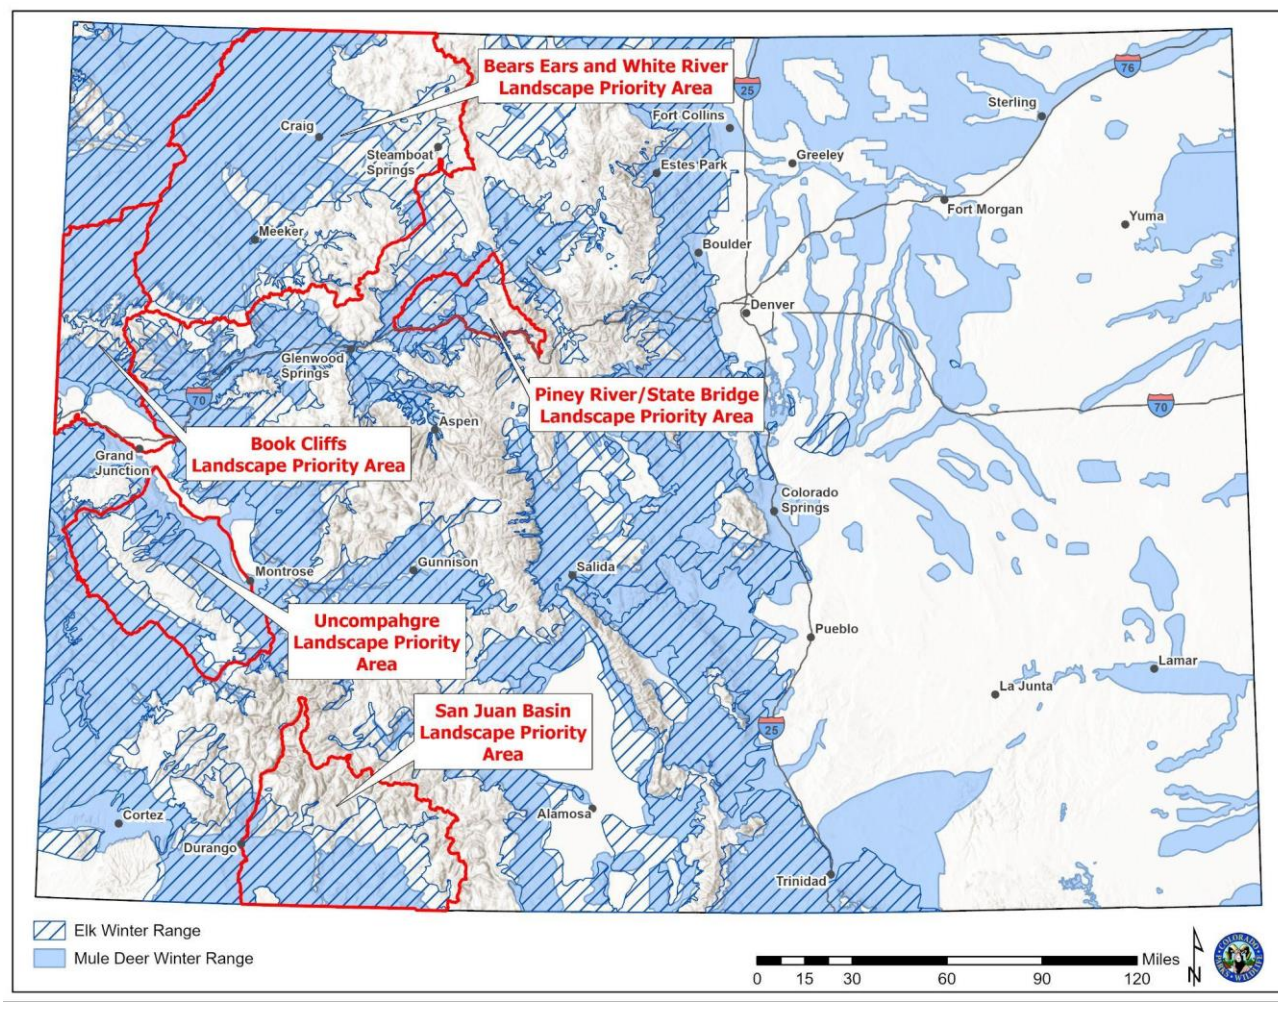 Bears Ears and White River
Landscape Priority Area
25
76
Sterling
Fort Collins
Craig
Steamboat
Springs
Greeley
Estes Park
Fort Morgan
Yuma
Meeker
Boulder
Denver
Glenwood
Springs
70
Piney River/State Bridge
Landscape Priority Area
70
Aspen
Book Cliffs
Landscape Priority Area
Grand
Junction
Colorado
Springs
Montrose
Gunnison
Salida
Uncompahgre
Landscape Priority
Area
Pueblo
Lamar
La Junta
San Juan Basin
Landscape Priority
Area
25
Cortez
Alamosa
Durango
Trinidad
Elk Winter Range
Mule Deer Winter Range
Miles
0 15 30 60 90 120
N
COLORADO
PARKS & WILDLIFE